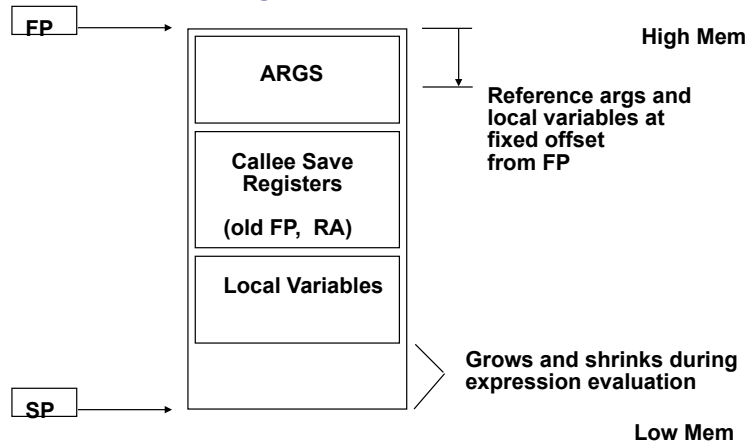 FP
High Mem
ARGS
Reference args and
local variables at
fixed offset
from FP
Callee Save
Registers
(old FP, RA)
Local Variables
Grows and shrinks during
expression evaluation
SP
Low Mem